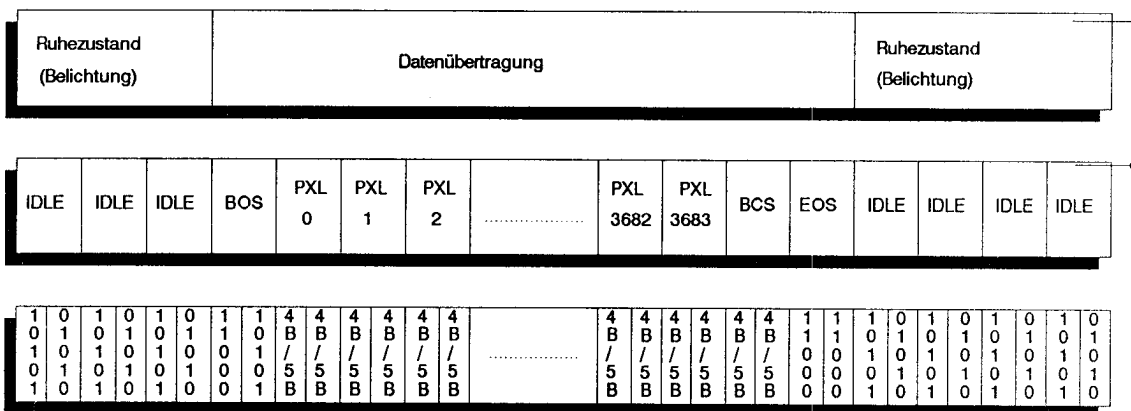 Ruhezustand
(Belichtung)
Datenübertragung
Ruhezustand
(Belichtung)
IDLE IDLE IDLE BOS PXL 0 PXL 1 PXL 2 .................. PXL 3682 PXL 3683 BCS EOS IDLE IDLE IDLE IDLE
10101 01010 10101 01010 10101 01010 11000 10001 4B/5B 4B/5B 4B/5B 4B/5B 4B/5B 4B/5B .................. 4B/5B 4B/5B 4B/5B 4B/5B 4B/5B 4B/5B 11000 11000 10101 01010 10101 01010 10101 01010 10101 01010